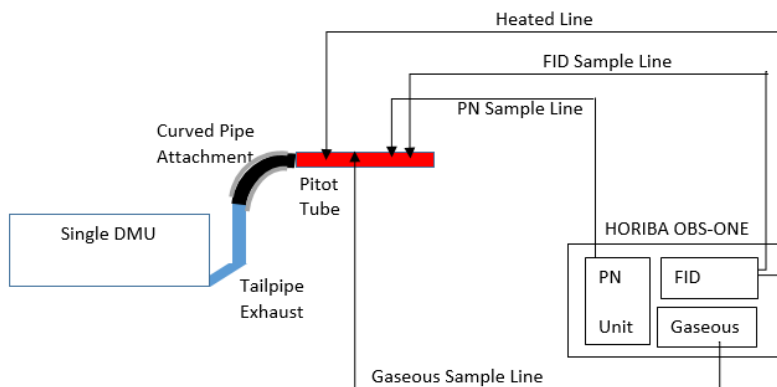 Heated Line
FID Sample Line
PN Sample Line
Curved Pipe
Attachment
Pitot
Tube
Single DMU
HORIBA OBS-ONE
Tailpipe
Exhaust
PN
Unit
FID
Gaseous
Gaseous Sample Line